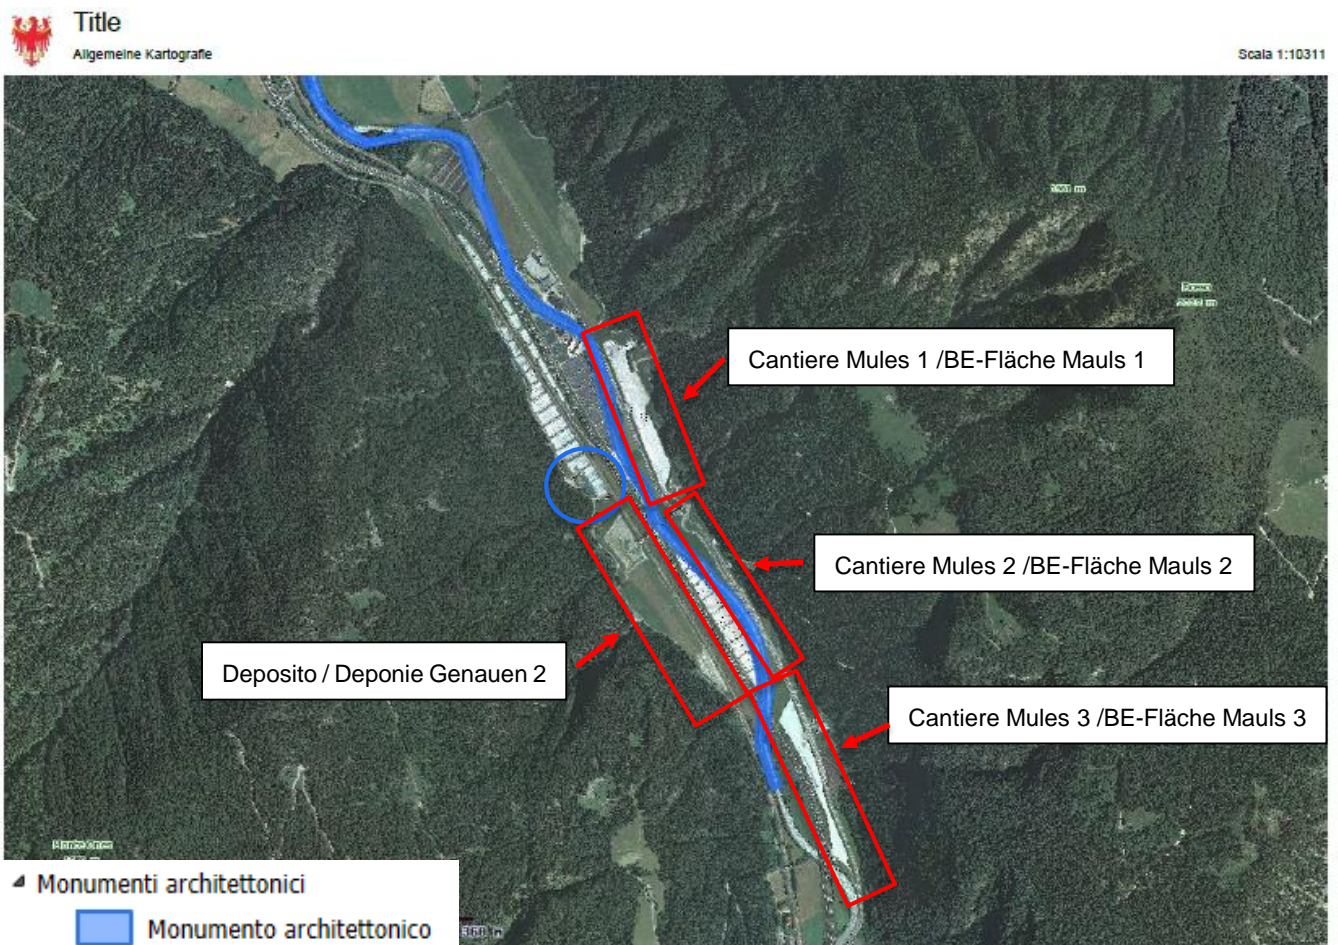 Title
Allgemeine Kartografie
Scala 1:10311
Cantiere Mules 1 /BE-Fläche Mauls 1
Cantiere Mules 2 /BE-Fläche Mauls 2
Deposito / Deponie Genauen 2
Cantiere Mules 3 /BE-Fläche Mauls 3
Monumenti architettonici
Monumento architettonico
368 m